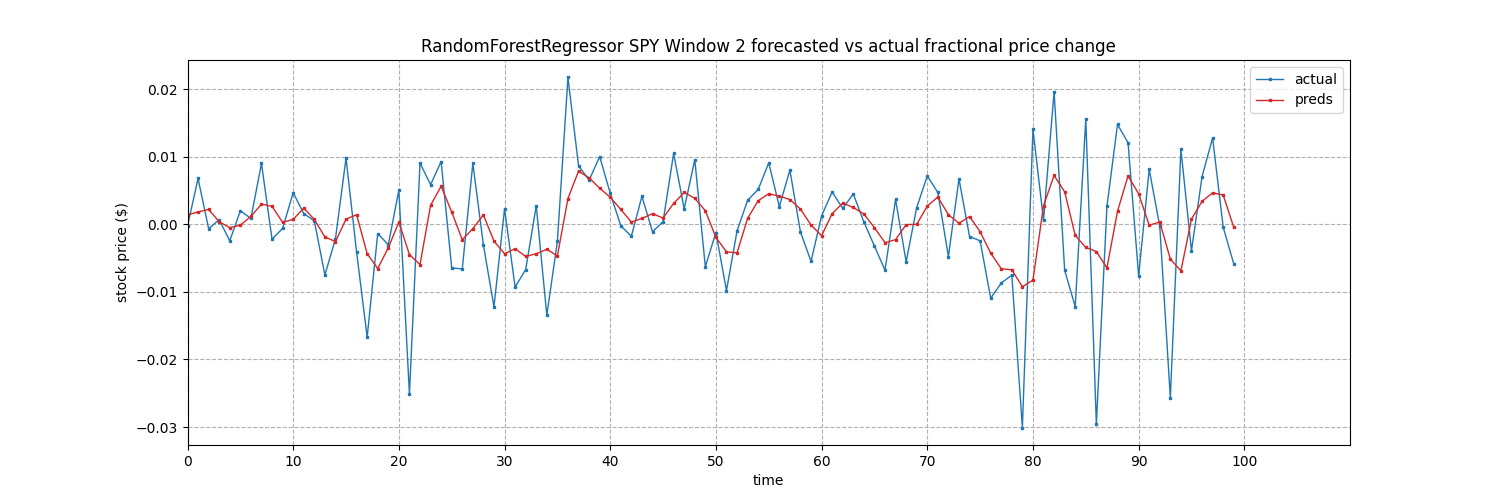 RandomForestRegressor SPY Window 2 forecasted vs actual fractional price change
actual
preds
stock price ($)
0.02
0.01
0.00
−0.01
−0.02
−0.03
0 10 20 30 40 50 60 70 80 90 100
time